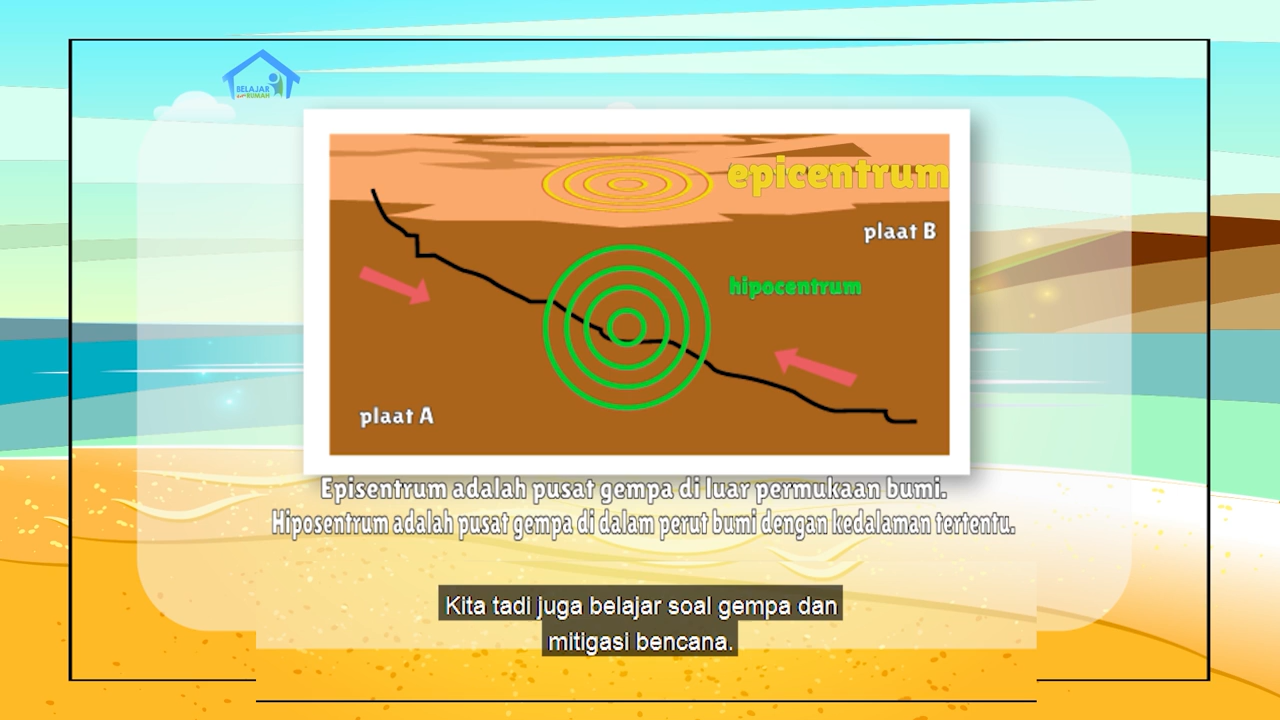 BELAJAR
dari RUMAH
epicentrum
plaat B
hipocentrum
plaat A
Episentrum adalah pusat gempa di luar permukaan bumi.
Hiposentrum adalah pusat gempa di dalam perut bumi dengan kedalaman tertentu.
Kita tadi juga belajar soal gempa dan
mitigasi bencana.